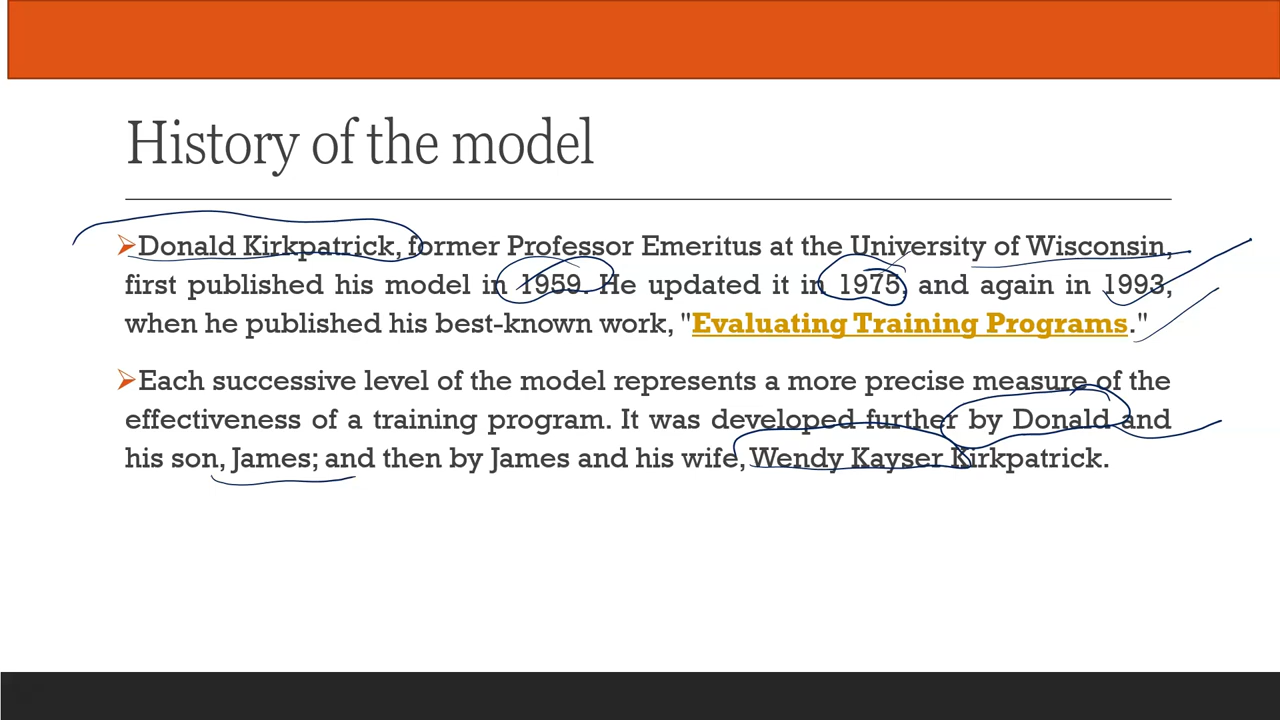 History of the model
Donald Kirkpatrick, former Professor Emeritus at the University of Wisconsin,
first published his model in 1959. He updated it in 1975, and again in 1993,
when he published his best-known work, "Evaluating Training Programs."
Each successive level of the model represents a more precise measure of the
effectiveness of a training program. It was developed further by Donald and
his son, James; and then by James and his wife, Wendy Kayser Kirkpatrick.